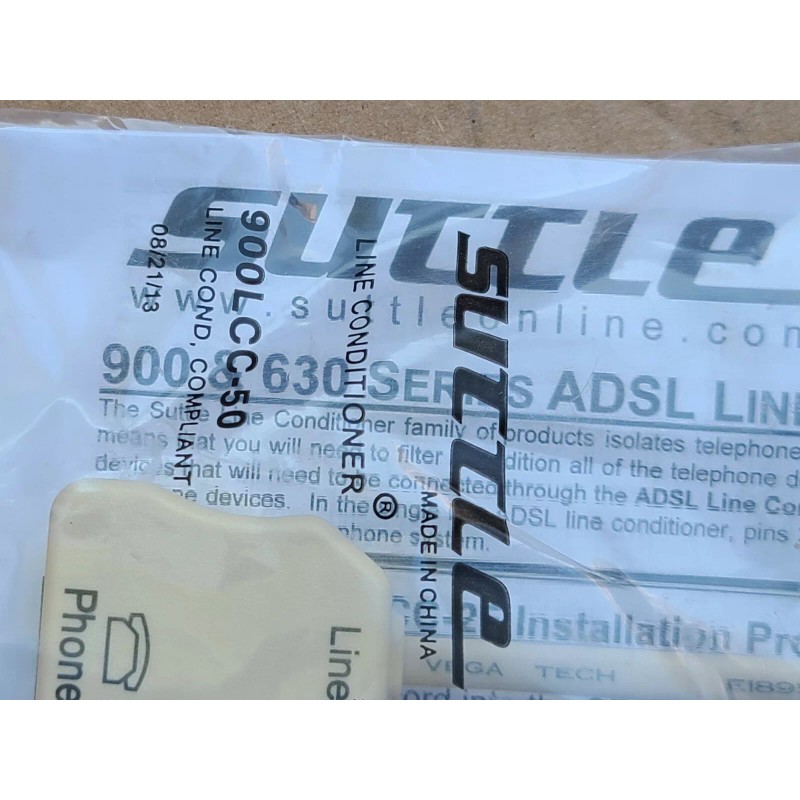 SUTTLE
www.suttleonline.com
900 & 630 SERIES ADSL LINE
The Suttle Line Conditioner family of products isolates telephone
means that you will need to filter condition all of the telephone
devices that will need to be connected through the ADSL Line Con
devices. In the DSL line conditioner, pins
phone system.
Installation Pro
SUTTLE
MADE IN CHINA
LINE CONDITIONER®
900LCC-50
LINE COND, COMPLIANT
08/21/13
Phone
Line
VEGA TECH